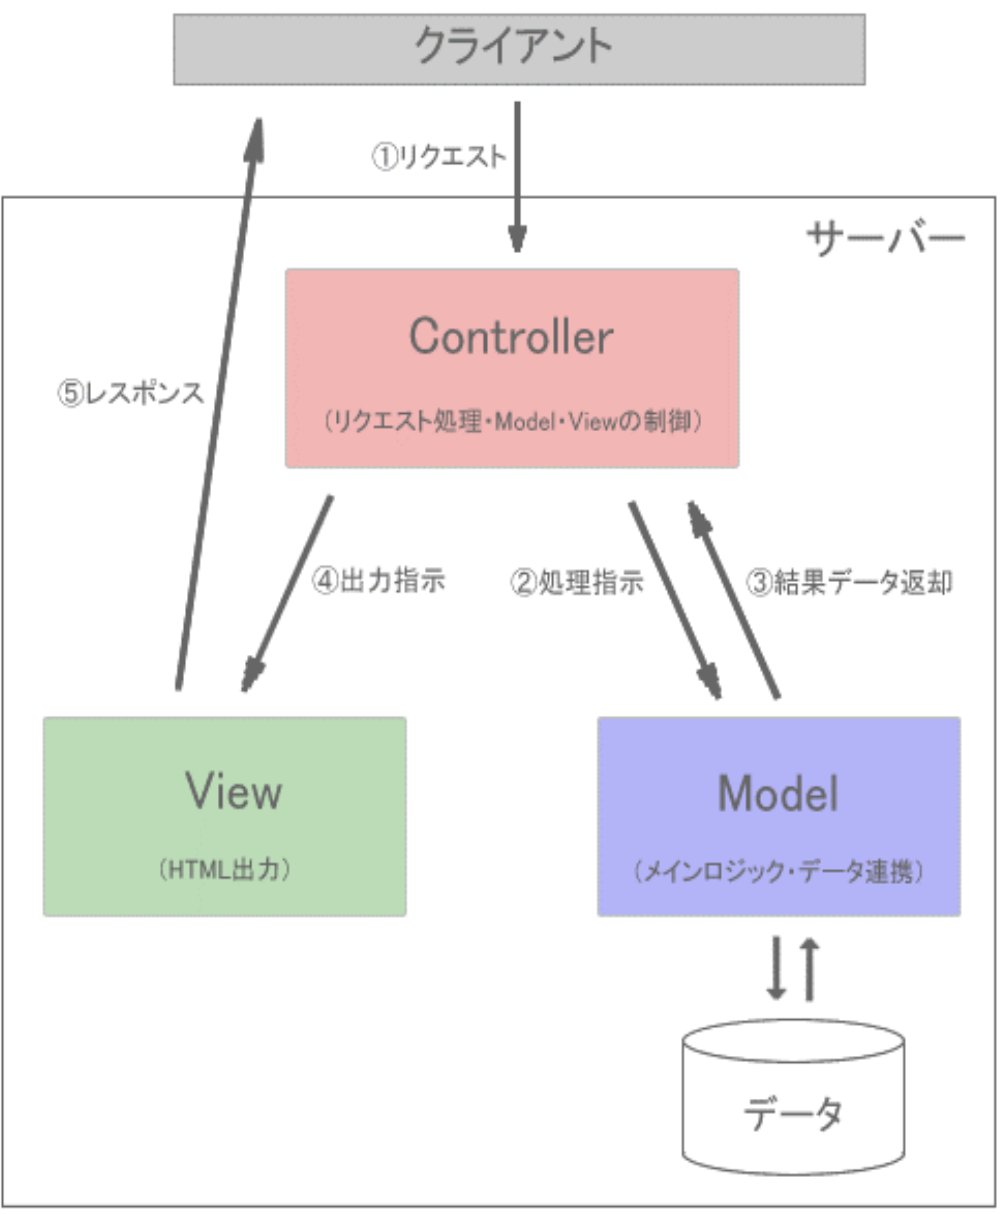 クライアント
①リクエスト
サーバー
Controller
（リクエスト処理・Model・Viewの制御）
⑤レスポンス
④出力指示
②処理指示
③結果データ返却
View
（HTML出力）
Model
（メインロジック・データ連携）
データ